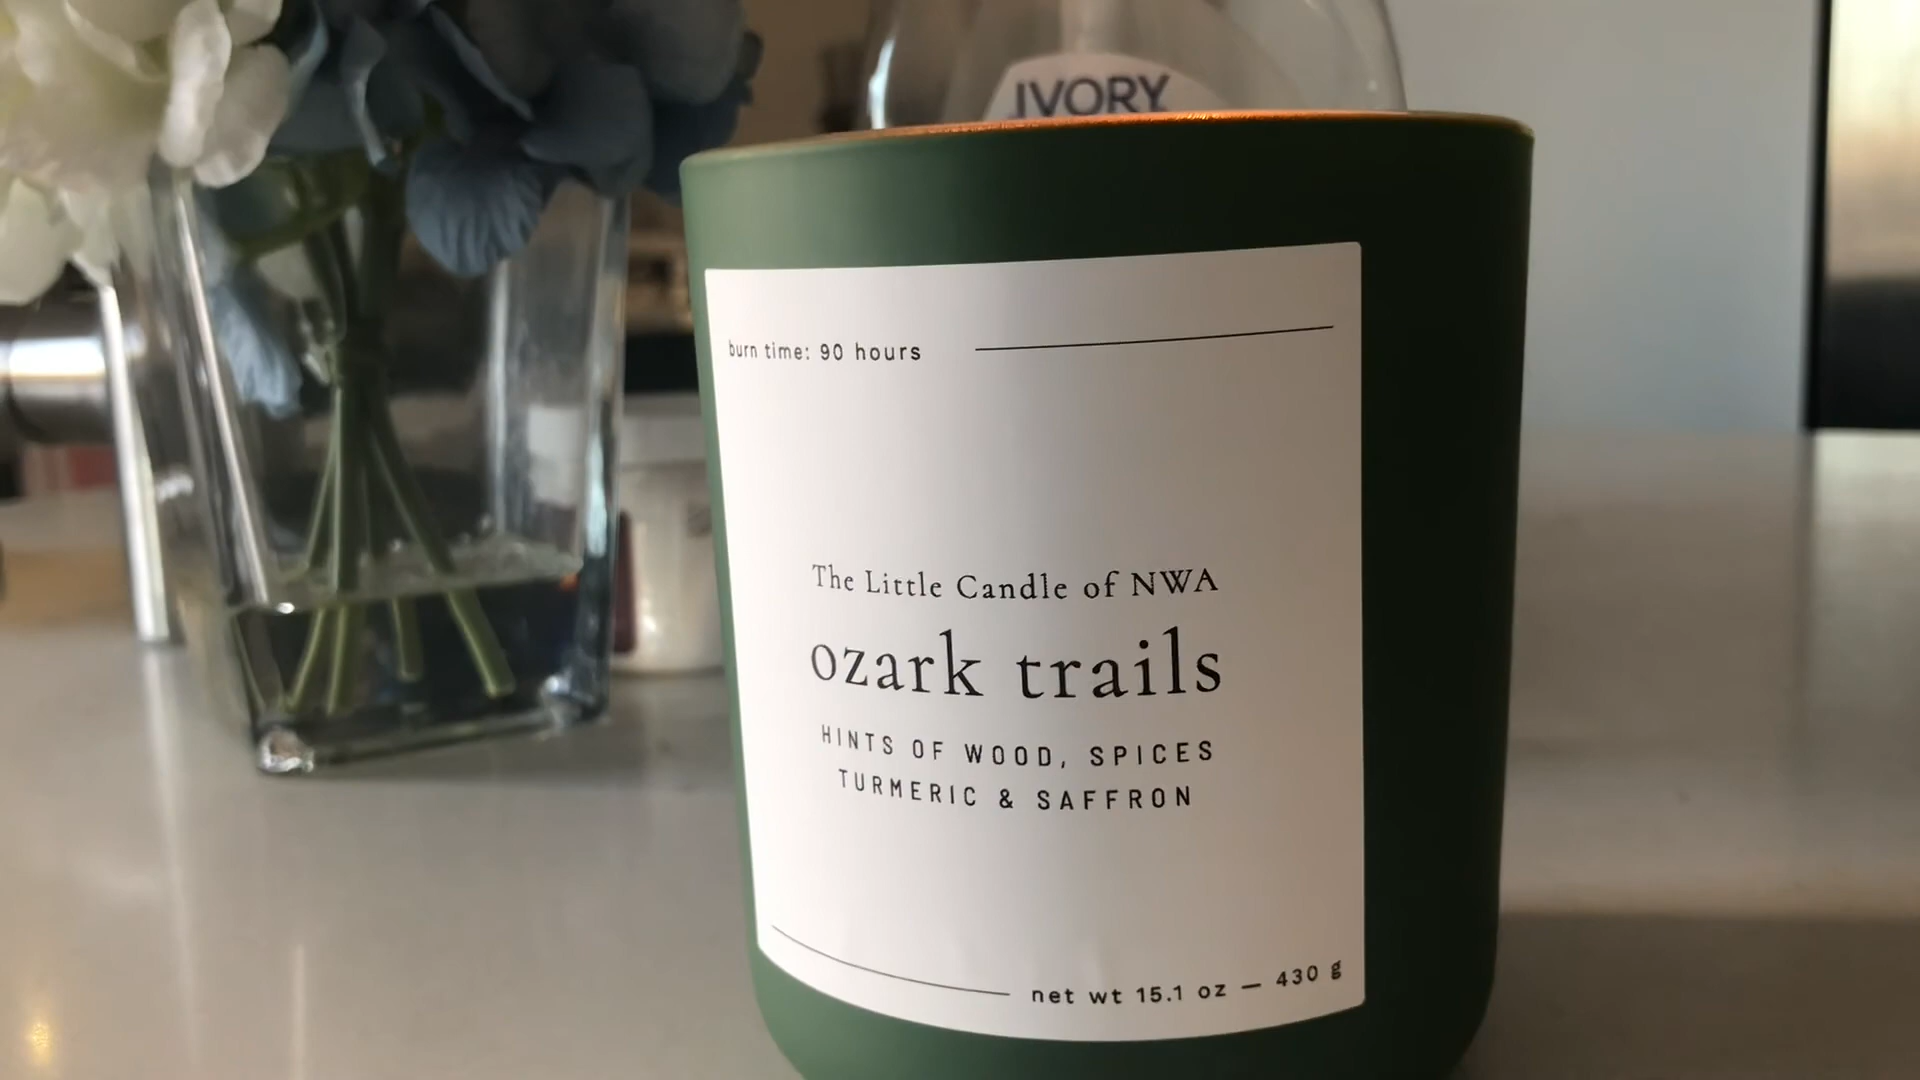 IVORY
burn time: 90 hours
The Little Candle of NWA
ozark trails
HINTS OF WOOD, SPICES
TURMERIC & SAFFRON
net wt 15.1 oz — 430 g